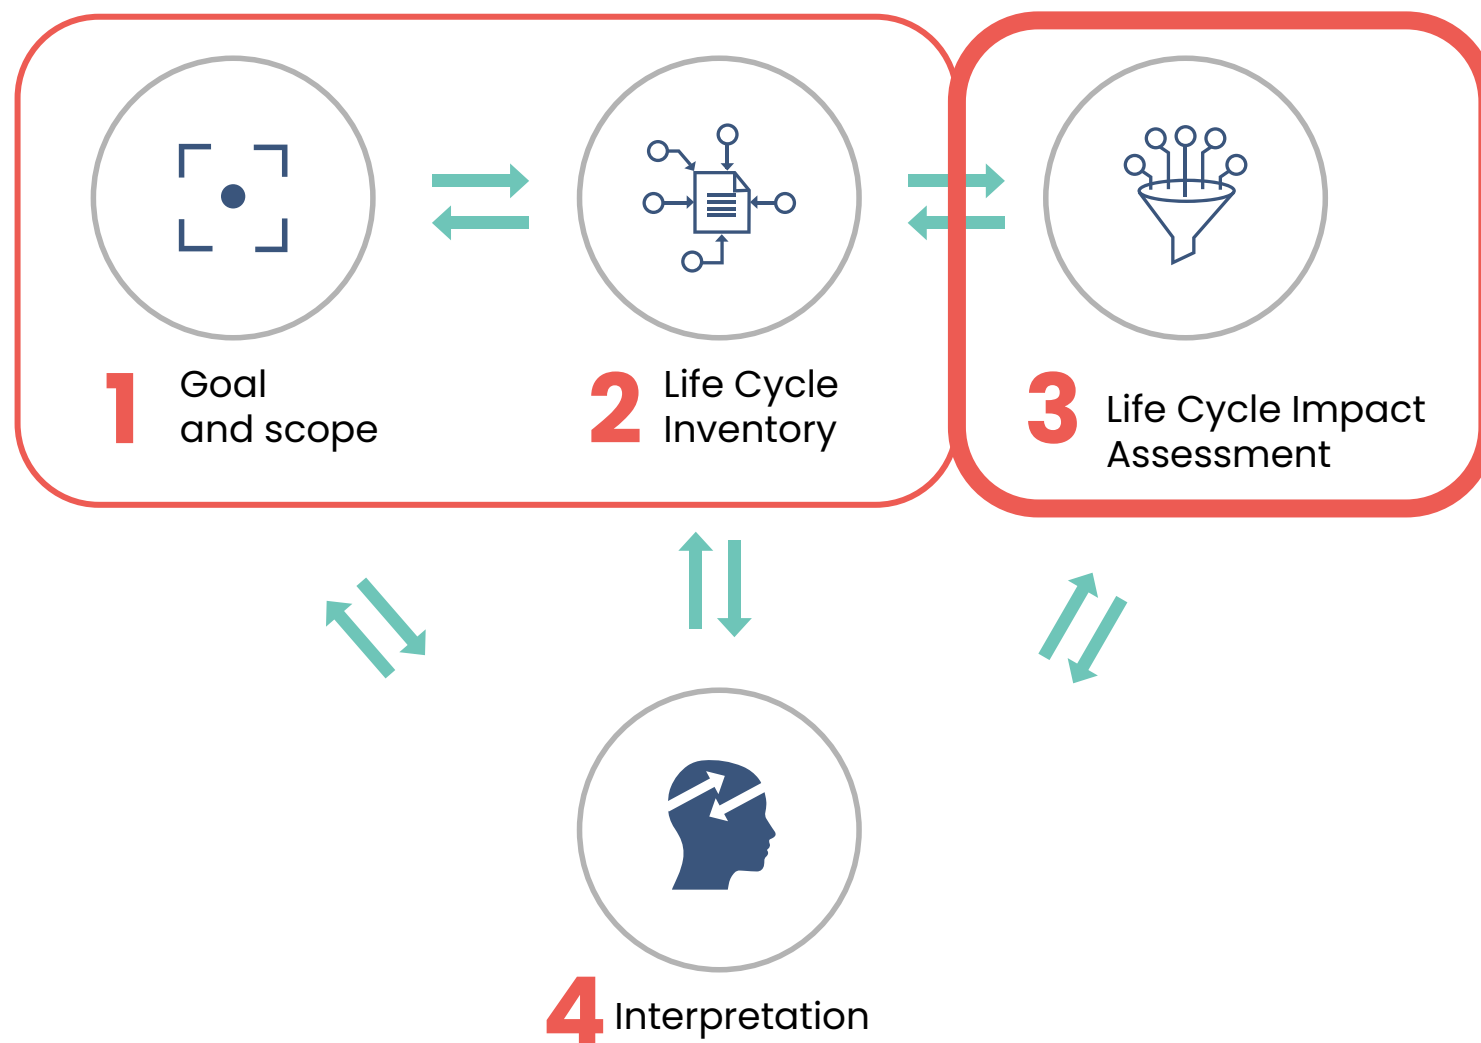 1 Goal
and scope
2 Life Cycle
Inventory
3 Life Cycle Impact
Assessment
4 Interpretation